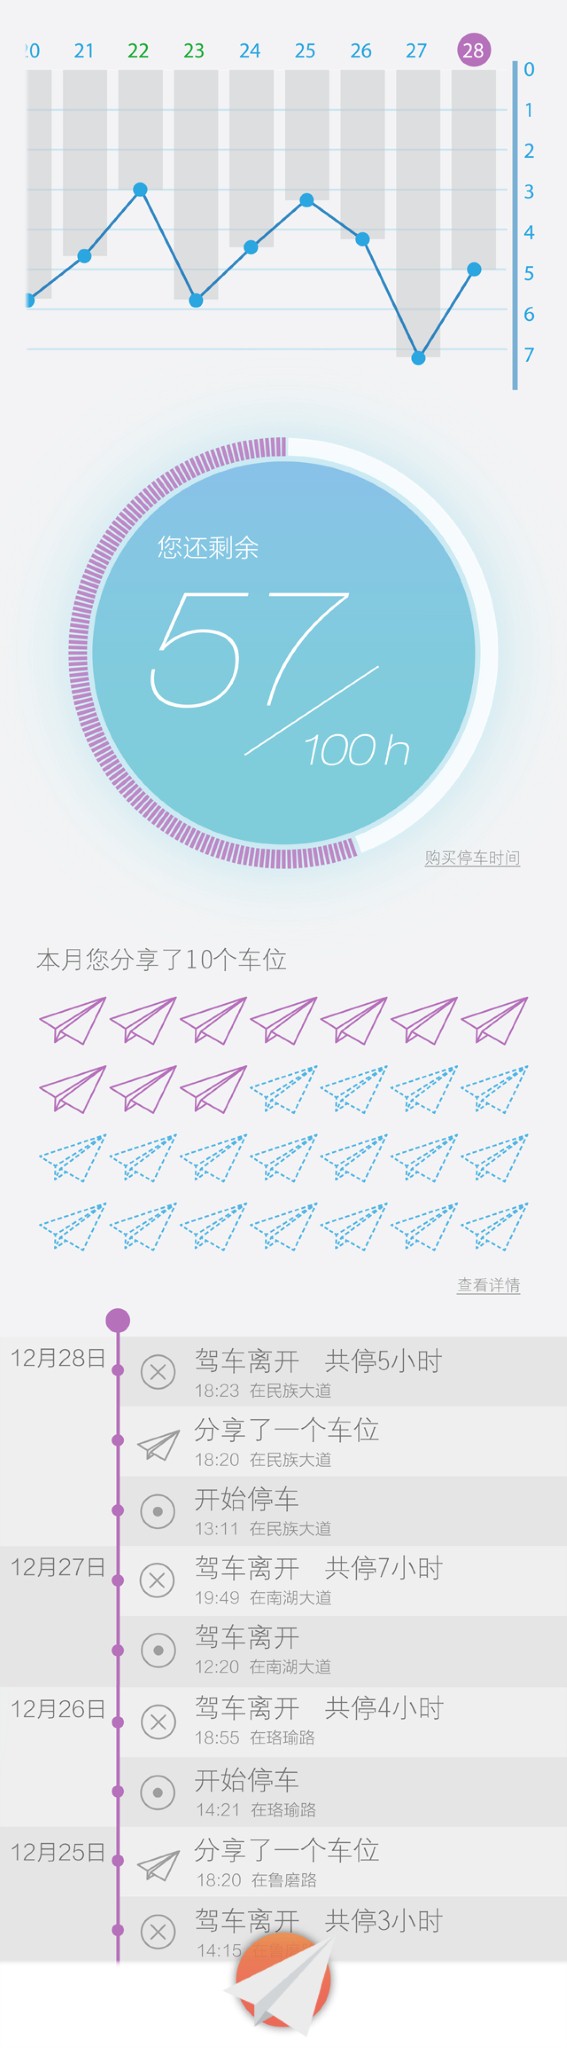 20 21 22 23 24 25 26 27 28
0
1
2
3
4
5
6
7
您还剩余
57
100 h
购买停车时间
本月您分享了10个车位
查看详情
12月28日
驾车离开 共停5小时
18:23 在民族大道
分享了一个车位
18:20 在民族大道
开始停车
13:11 在民族大道
12月27日
驾车离开 共停7小时
19:49 在南湖大道
驾车离开
12:20 在南湖大道
12月26日
驾车离开 共停4小时
18:55 在珞瑜路
开始停车
14:21 在珞瑜路
12月25日
分享了一个车位
18:20 在鲁磨路
驾车离开 共停3小时
14:15